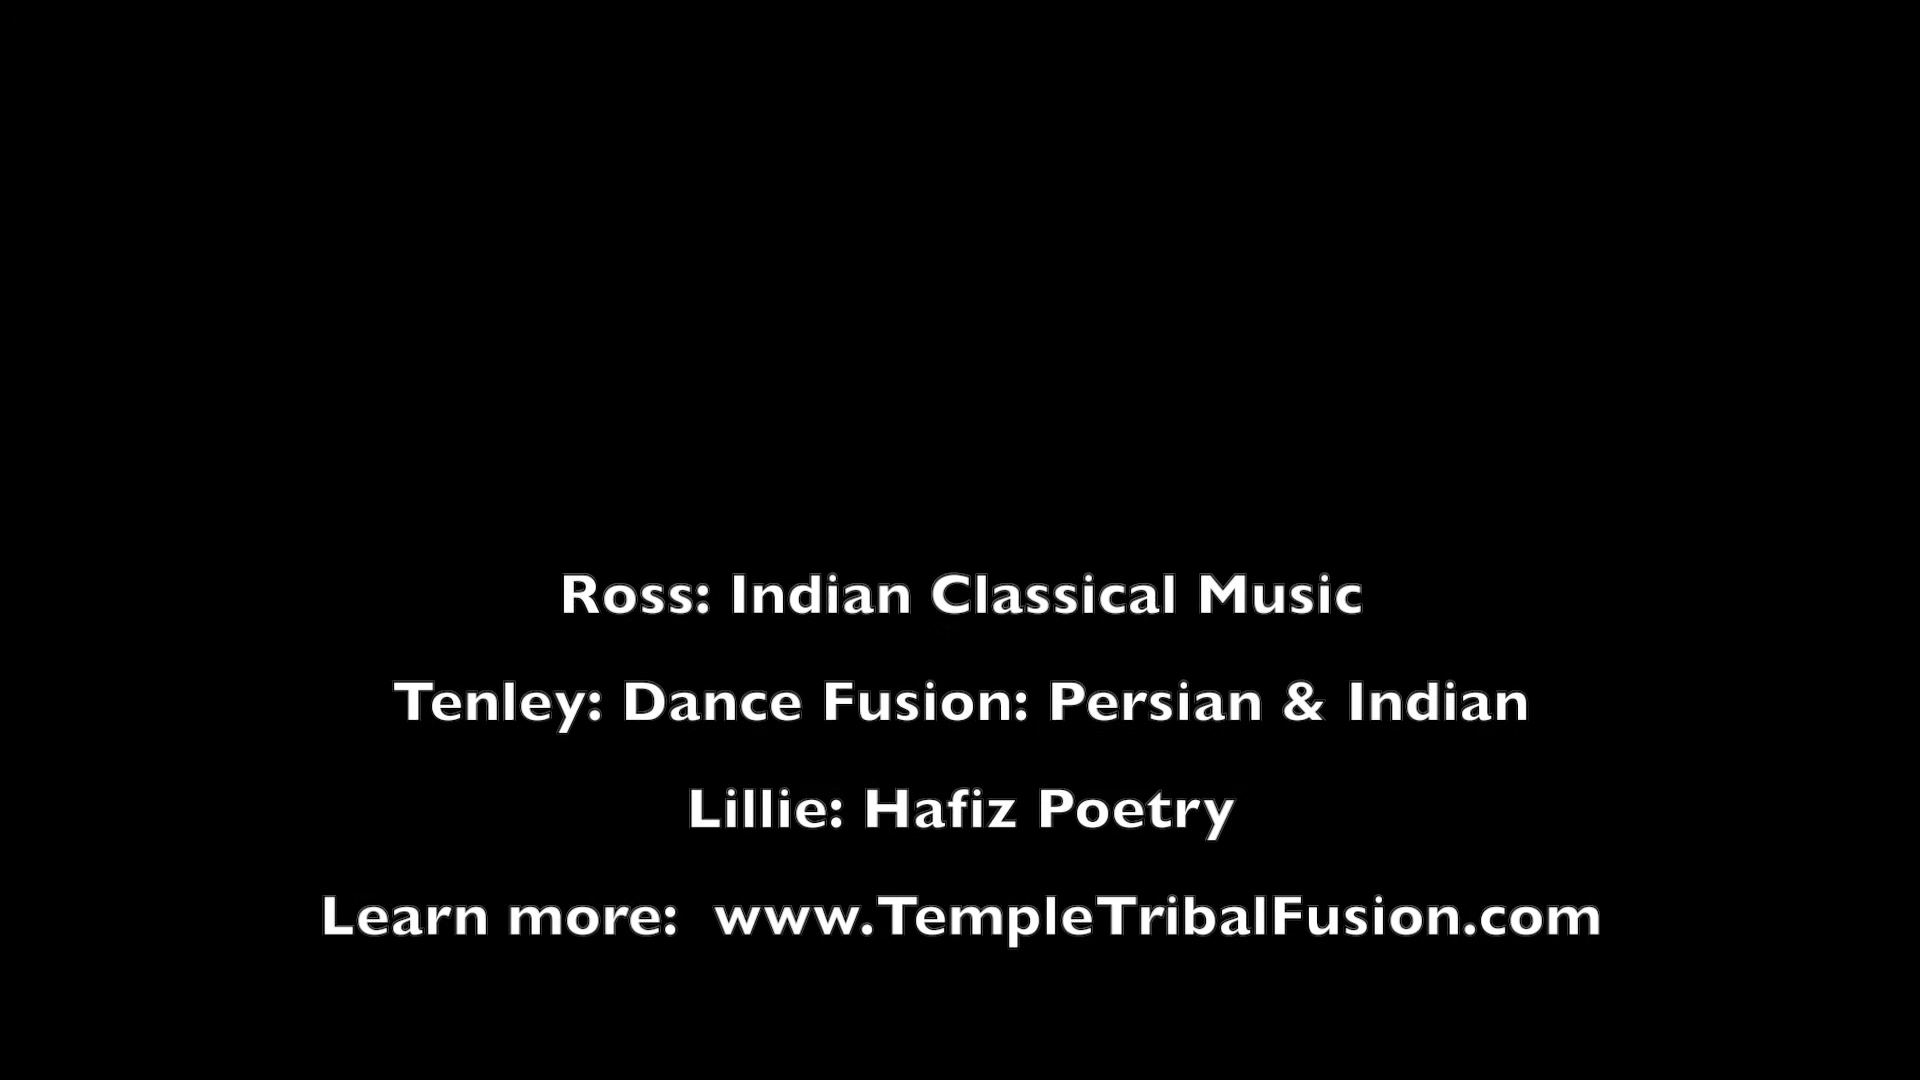 Ross: Indian Classical Music
Tenley: Dance Fusion: Persian & Indian
Lillie: Hafiz Poetry
Learn more:  www.TempleTribalFusion.com